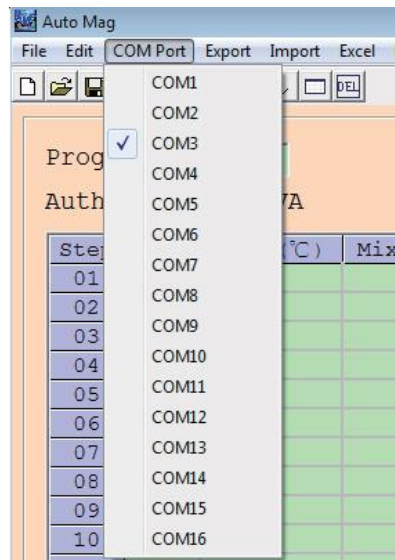 Auto Mag
File Edit COM Port Export Import Excel
DEL
COM1
COM2
Prog
COM3
COM4
Auth
VA
COM5
COM6
Step
(℃)
Mix
COM7
01
COM8
02
COM9
03
COM10
04
COM11
05
COM12
06
COM13
07
COM14
08
COM15
09
COM16
10